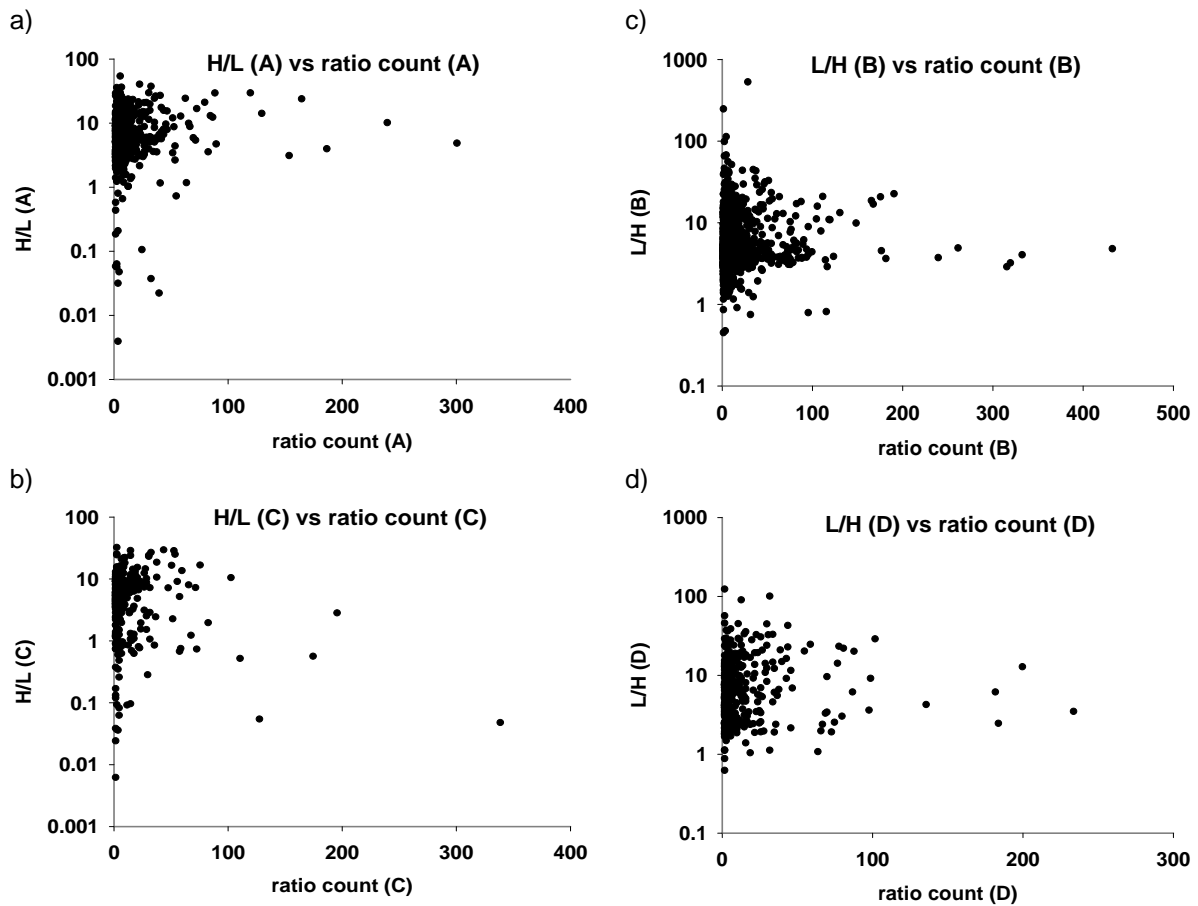 a)
H/L (A) vs ratio count (A)
100
10
1
0.1
0.01
0.001
H/L (A)
0 100 200 300 400
ratio count (A)
b)
H/L (C) vs ratio count (C)
100
10
1
0.1
0.01
0.001
H/L (C)
0 100 200 300 400
ratio count (C)
c)
L/H (B) vs ratio count (B)
1000
100
10
1
0.1
L/H (B)
0 100 200 300 400 500
ratio count (B)
d)
L/H (D) vs ratio count (D)
1000
100
10
1
0.1
L/H (D)
0 100 200 300
ratio count (D)